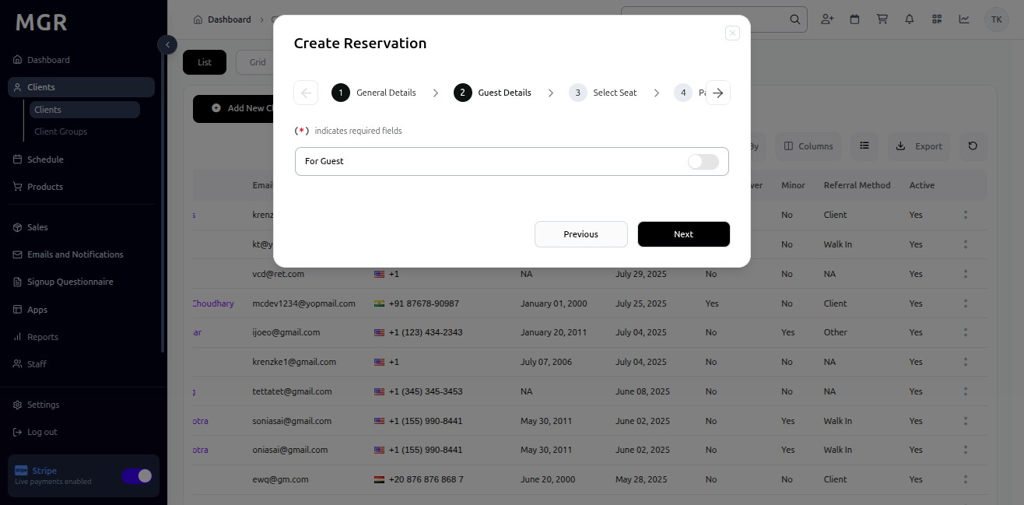 MGR
Dashboard
Clients
Clients
Client Groups
Schedule
Products
Sales
Emails and Notifications
Signup Questionnaire
Apps
Reports
Staff
Settings
Log out
Stripe
Live payments enabled
Dashboard
TK
List Grid
Add New Cl
By Columns Export
Create Reservation
1 General Details 2 Guest Details 3 Select Seat 4 Pa
(*) indicates required fields
For Guest
Previous Next
Email ver Minor Referral Method Active
s krenz No Client Yes
kt@y No Walk In Yes
vcd@ret.com +1 NA July 29, 2025 No No NA Yes
Choudhary mcdev1234@yopmail.com +91 87678-90987 January 01, 2000 July 25, 2025 Yes No Client Yes
ar ijoeo@gmail.com +1 (123) 434-2343 January 20, 2011 July 04, 2025 No Yes Other Yes
krenzke1@gmail.com +1 July 07, 2006 July 04, 2025 No No NA Yes
tettatet@gmail.com +1 (345) 345-3453 NA June 08, 2025 No No NA Yes
otra soniasai@gmail.com +1 (155) 990-8441 May 30, 2011 June 02, 2025 No Yes Walk In Yes
otra oniasai@gmail.com +1 (155) 990-8441 May 30, 2011 June 02, 2025 No Yes Walk In Yes
ewq@gm.com +20 876 876 868 7 June 20, 2000 May 28, 2025 No No Client Yes